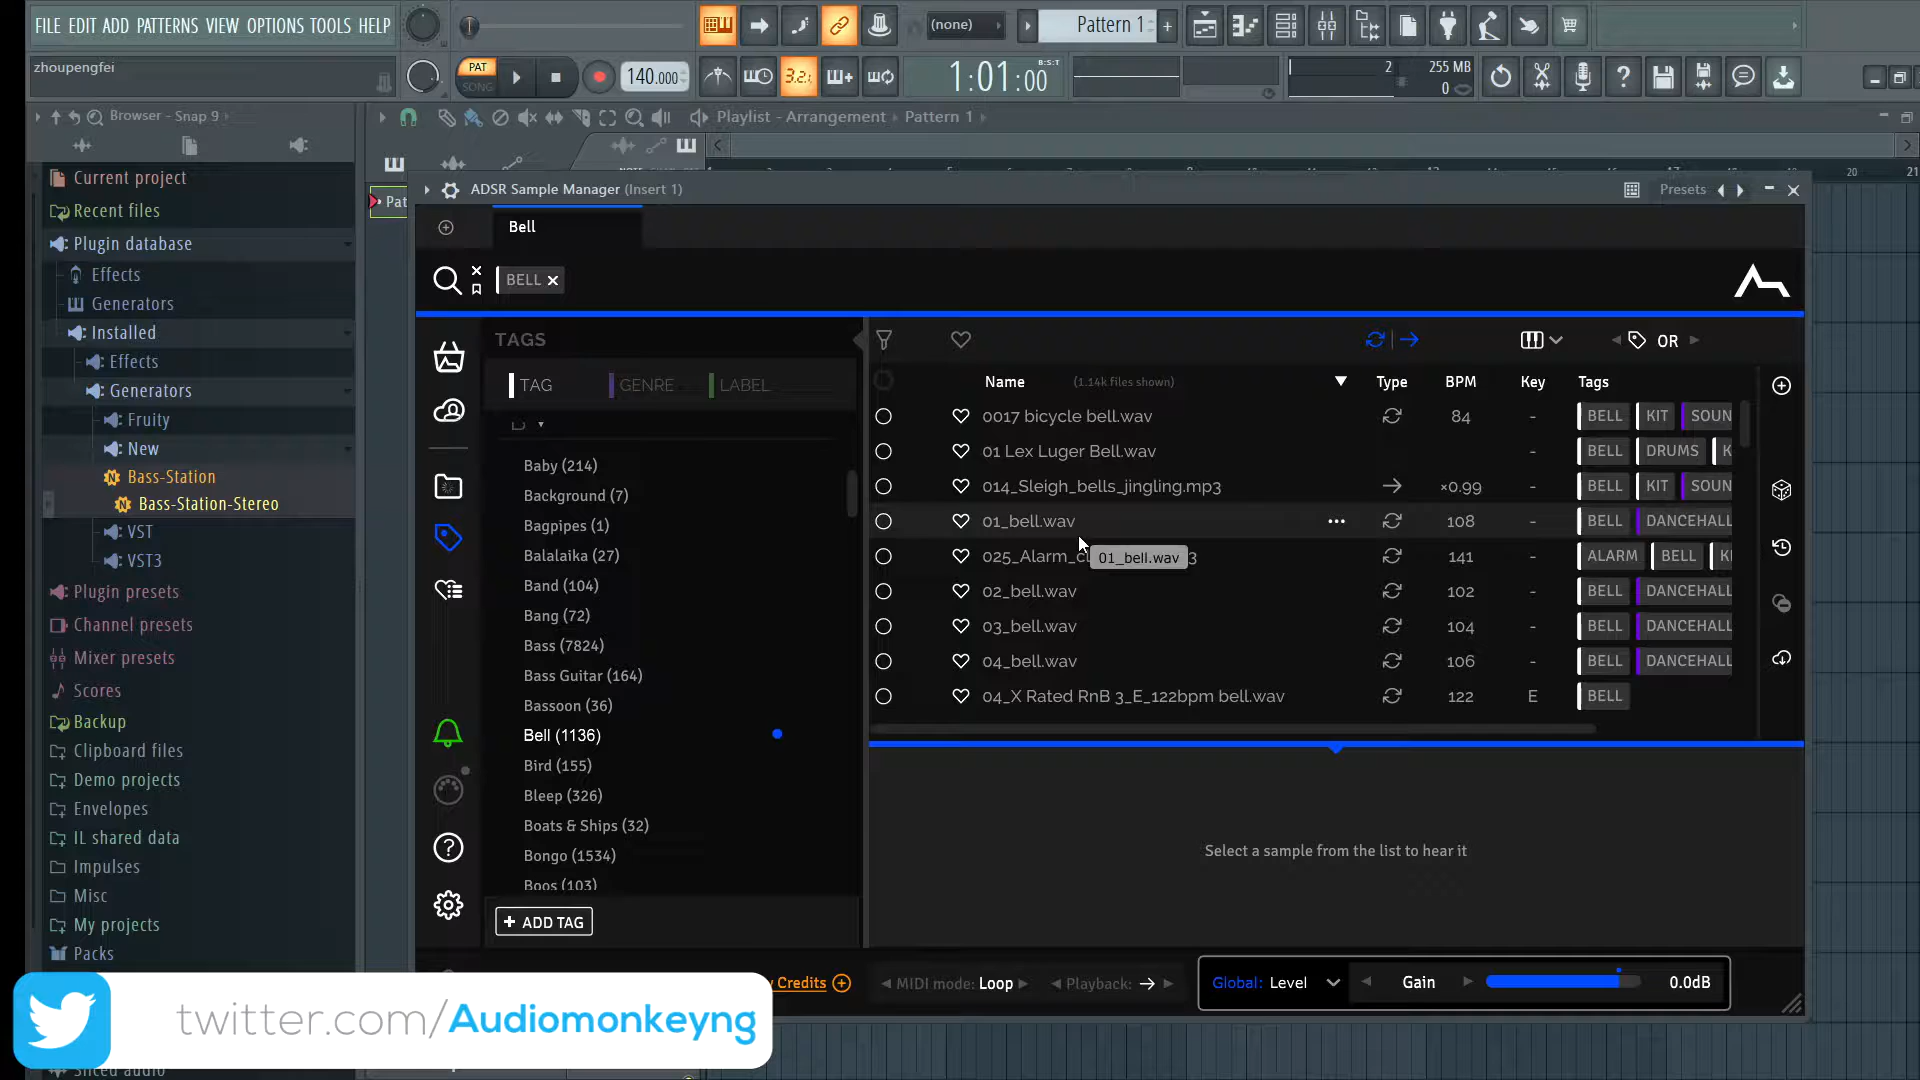 FILE EDIT ADD PATTERNS VIEW OPTIONS TOOLS HELP
(none)
Pattern 1
zhoupengfei
PAT
SONG
140.000
3.2.
1:01:00
B:S:T
2
255 MB
0
Browser - Snap 9
Playlist - Arrangement
Pattern 1
20
21
Current project
Recent files
Plugin database
Effects
Generators
Installed
Effects
Generators
Fruity
New
Bass-Station
Bass-Station-Stereo
VST
VST3
Plugin presets
Channel presets
Mixer presets
Scores
Backup
Clipboard files
Demo projects
Envelopes
IL shared data
Impulses
Misc
My projects
Packs
Sliced audio
Pat
ADSR Sample Manager (Insert 1)
Presets
Bell
BELL
TAGS
TAG
GENRE
LABEL
Baby (214)
Background (7)
Bagpipes (1)
Balalaika (27)
Band (104)
Bang (72)
Bass (7824)
Bass Guitar (164)
Bassoon (36)
Bell (1136)
Bird (155)
Bleep (326)
Boats & Ships (32)
Bongo (1534)
Boos (103)
+ ADD TAG
OR
Name (1.14k files shown) Type BPM Key Tags
0017 bicycle bell.wav 84 - BELL KIT SOUN
01 Lex Luger Bell.wav - BELL DRUMS K
014_Sleigh_bells_jingling.mp3 ×0.99 - BELL KIT SOUN
01_bell.wav ••• 108 - BELL DANCEHALL
025_Alarm_cl 3 141 - ALARM BELL KI
01_bell.wav
02_bell.wav 102 - BELL DANCEHALL
03_bell.wav 104 - BELL DANCEHALL
04_bell.wav 106 - BELL DANCEHALL
04_X Rated RnB 3_E_122bpm bell.wav 122 E BELL
Select a sample from the list to hear it
y Credits
MIDI mode: Loop
Playback:
Global: Level
Gain
0.0dB
twitter.com/Audiomonkeyng